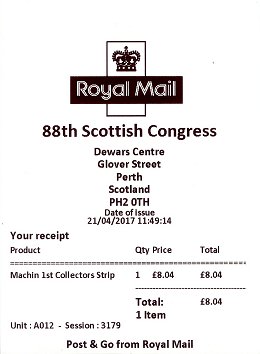 Royal Mail
88th Scottish Congress
Dewars Centre
Glover Street
Perth
Scotland
PH2 0TH
Date of Issue
21/04/2017 11:49:14
Your receipt
Product Qty Price Total
Machin 1st Collectors Strip 1 £8.04 £8.04
Total: £8.04
1 Item
Unit : A012 - Session : 3179
Post & Go from Royal Mail